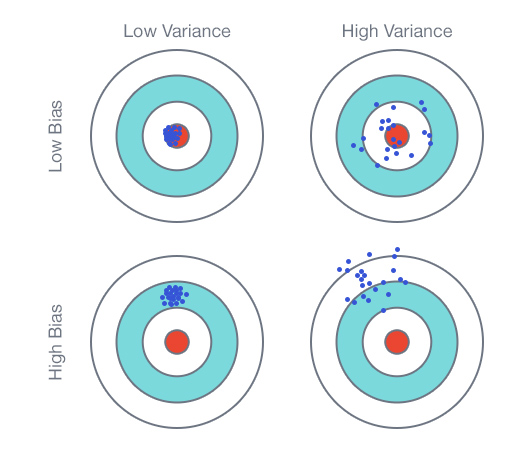 Low Variance
High Variance
Low Bias
High Bias